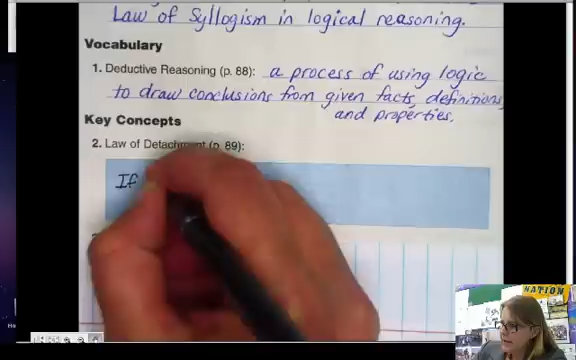 Law of Syllogism in logical reasoning.
Vocabulary
1. Deductive Reasoning (p. 88): a process of using logic
to draw conclusions from given facts, definitions,
and properties.
Key Concepts
2. Law of Detachment (p. 89):
If
NATION